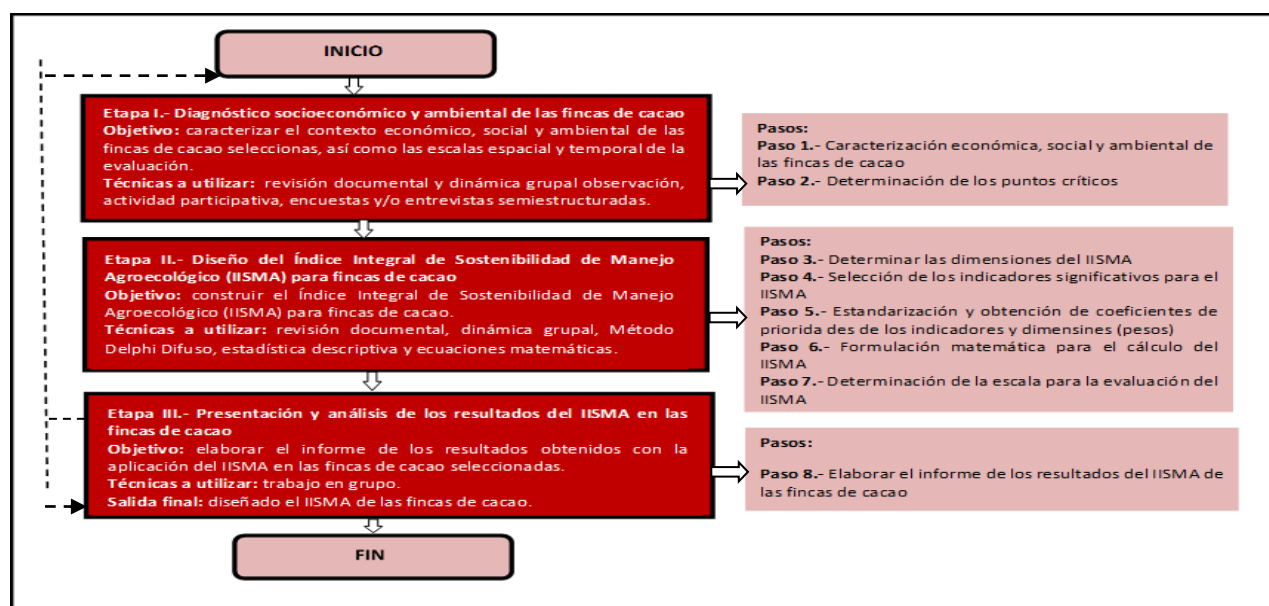 INICIO
Etapa I.- Diagnóstico socioeconómico y ambiental de las fincas de cacao
Objetivo: caracterizar el contexto económico, social y ambiental de las
fincas de cacao seleccionas, así como las escalas espacial y temporal de la
evaluación.
Técnicas a utilizar: revisión documental y dinámica grupal observación,
actividad participativa, encuestas y/o entrevistas semiestructuradas.
Pasos:
Paso 1.- Caracterización económica, social y ambiental de
las fincas de cacao
Paso 2.- Determinación de los puntos críticos
Etapa II.- Diseño del Índice Integral de Sostenibilidad de Manejo
Agroecológico (IISMA) para fincas de cacao
Objetivo: construir el Índice Integral de Sostenibilidad de Manejo
Agroecológico (IISMA) para fincas de cacao.
Técnicas a utilizar: revisión documental, dinámica grupal, Método
Delphi Difuso, estadística descriptiva y ecuaciones matemáticas.
Pasos:
Paso 3.- Determinar las dimensiones del IISMA
Paso 4.- Selección de los indicadores significativos para el
IISMA
Paso 5.- Estandarización y obtención de coeficientes de
priorida des de los indicadores y dimensines (pesos)
Paso 6.- Formulación matemática para el cálculo del
IISMA
Paso 7.- Determinación de la escala para la evaluación del
IISMA
Etapa III.- Presentación y análisis de los resultados del IISMA en las
fincas de cacao
Objetivo: elaborar el informe de los resultados obtenidos con la
aplicación del IISMA en las fincas de cacao seleccionadas.
Técnicas a utilizar: trabajo en grupo.
Salida final: diseñado el IISMA de las fincas de cacao.
Pasos:
Paso 8.- Elaborar el informe de los resultados del IISMA de
las fincas de cacao
FIN